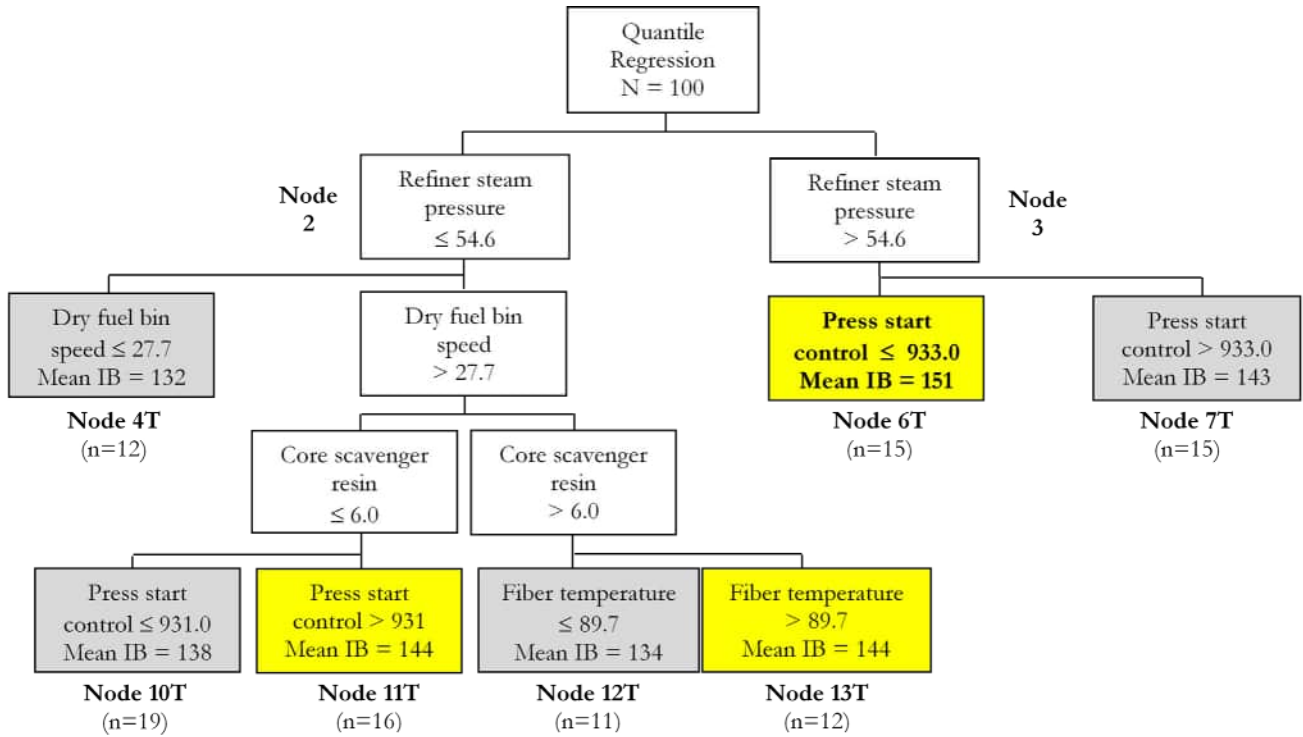 Quantile
Regression
N = 100
Node
2
Refiner steam
pressure
≤ 54.6
Refiner steam
pressure
> 54.6
Node
3
Dry fuel bin
speed ≤ 27.7
Mean IB = 132
Node 4T
(n=12)
Dry fuel bin
speed
> 27.7
Press start
control ≤ 933.0
Mean IB = 151
Node 6T
(n=15)
Press start
control > 933.0
Mean IB = 143
Node 7T
(n=15)
Core scavenger
resin
≤ 6.0
Core scavenger
resin
> 6.0
Press start
control ≤ 931.0
Mean IB = 138
Node 10T
(n=19)
Press start
control > 931
Mean IB = 144
Node 11T
(n=16)
Fiber temperature
≤ 89.7
Mean IB = 134
Node 12T
(n=11)
Fiber temperature
> 89.7
Mean IB = 144
Node 13T
(n=12)